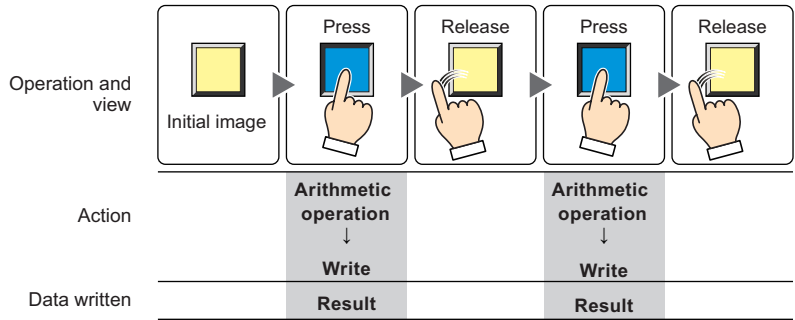 Press
Release
Press
Release
Operation and
view
Initial image
Action
Arithmetic
operation
↓
Write
Arithmetic
operation
↓
Write
Data written
Result
Result